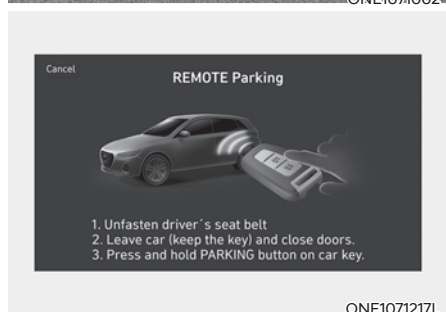 Cancel
REMOTE Parking
1. Unfasten driver´s seat belt
2. Leave car (keep the key) and close doors.
3. Press and hold PARKING button on car key.